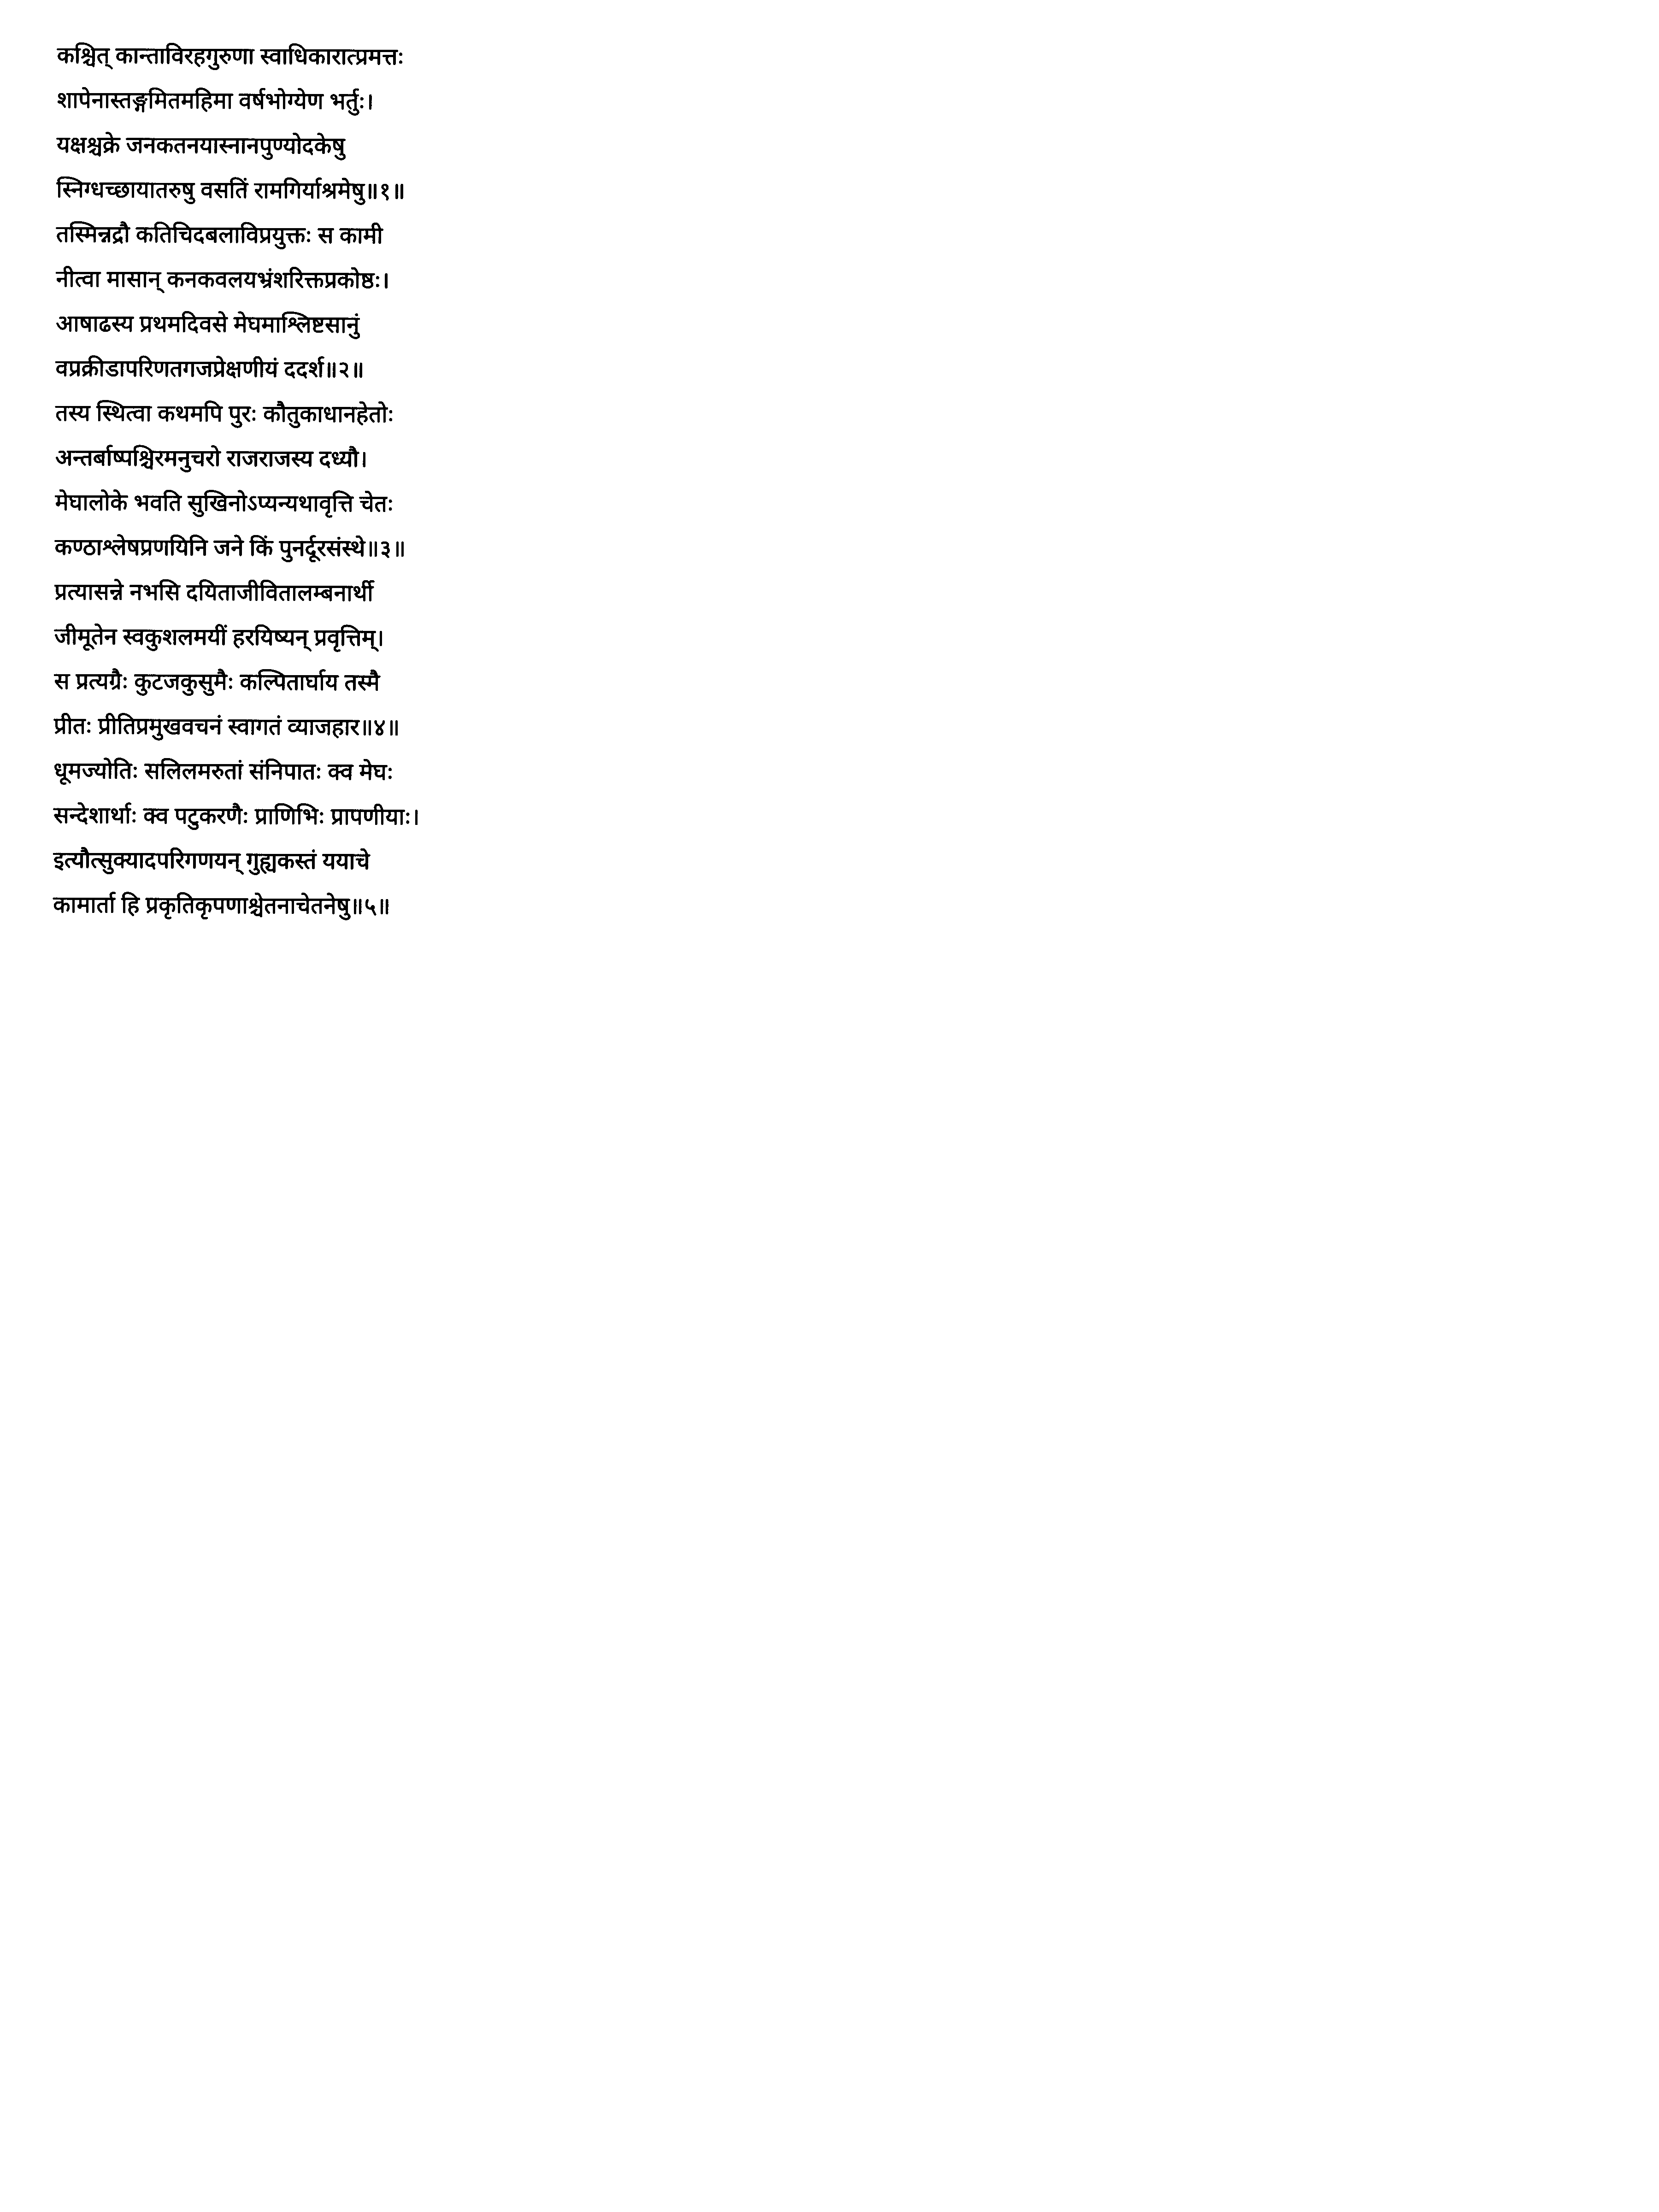 कश्चित् कान्ताविरहगुरुणा स्वाधिकारात्प्रमत्तः
शापेनास्तङ्गमितमहिमा वर्षभोग्येण भर्तुः।
यक्षश्चक्रे जनकतनयास्नानपुण्योदकेषु
स्निग्धच्छायातरुषु वसतिं रामगिर्याश्रमेषु॥१॥
तस्मिन्नद्रौ कतिचिदबलाविप्रयुक्तः स कामी
नीत्वा मासान् कनकवलयभ्रंशरिक्तप्रकोष्ठः।
आषाढस्य प्रथमदिवसे मेघमाश्लिष्टसानुं
वप्रक्रीडापरिणतगजप्रेक्षणीयं ददर्श॥२॥
तस्य स्थित्वा कथमपि पुरः कौतुकाधानहेतोः
अन्तर्बाष्पश्चिरमनुचरो राजराजस्य दध्यौ।
मेघालोके भवति सुखिनोऽप्यन्यथावृत्ति चेतः
कण्ठाश्लेषप्रणयिनि जने किं पुनर्दूरसंस्थे॥३॥
प्रत्यासन्ने नभसि दयिताजीवितालम्बनार्थी
जीमूतेन स्वकुशलमयीं हरयिष्यन् प्रवृत्तिम्।
स प्रत्यग्रैः कुटजकुसुमैः कल्पितार्घाय तस्मै
प्रीतः प्रीतिप्रमुखवचनं स्वागतं व्याजहार॥४॥
धूमज्योतिः सलिलमरुतां संनिपातः क्व मेघः
सन्देशार्थाः क्व पटुकरणैः प्राणिभिः प्रापणीयाः।
इत्यौत्सुक्यादपरिगणयन् गुह्यकस्तं ययाचे
कामार्ता हि प्रकृतिकृपणाश्चेतनाचेतनेषु॥५॥